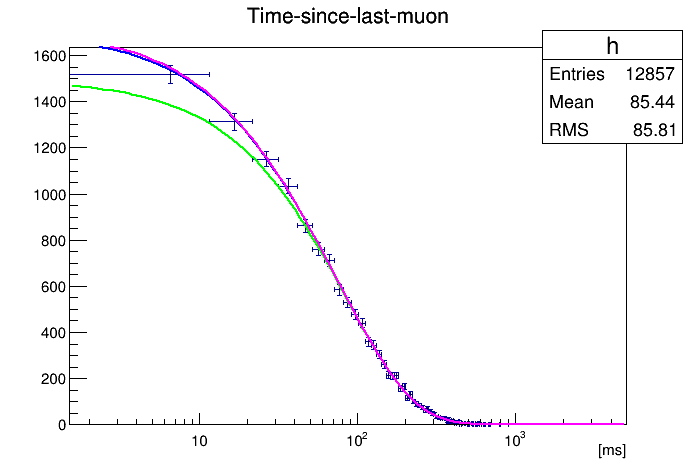 Time-since-last-muon
h
Entries 12857
Mean 85.44
RMS 85.81
1600
1400
1200
1000
800
600
400
200
0
10 10² 10³
[ms]